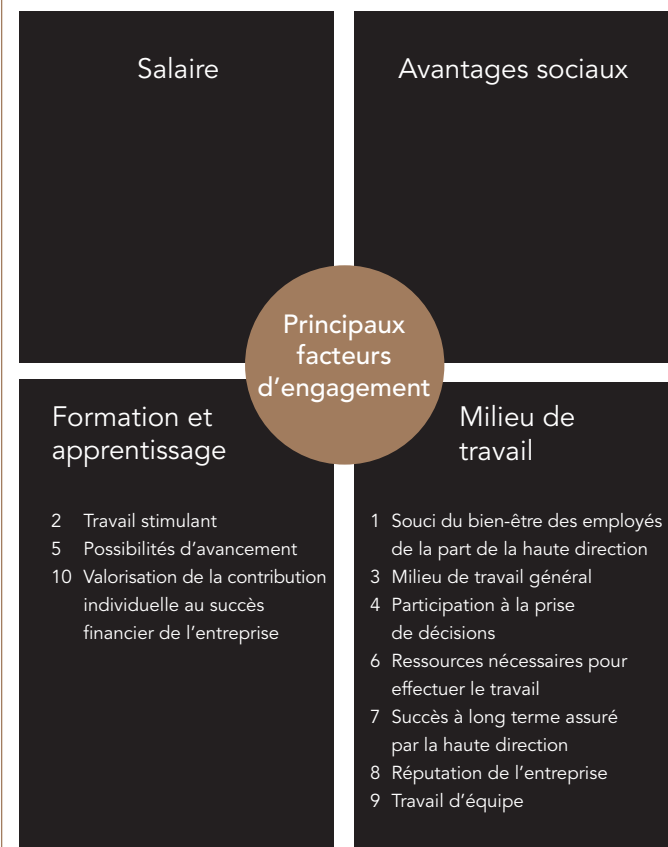 Salaire
Avantages sociaux
Principaux
facteurs
d'engagement
Formation et
apprentissage
2 Travail stimulant
5 Possibilités d'avancement
10 Valorisation de la contribution
individuelle au succès
financier de l'entreprise
Milieu de
travail
1 Souci du bien-être des employés
de la part de la haute direction
3 Milieu de travail général
4 Participation à la prise
de décisions
6 Ressources nécessaires pour
effectuer le travail
7 Succès à long terme assuré
par la haute direction
8 Réputation de l'entreprise
9 Travail d'équipe